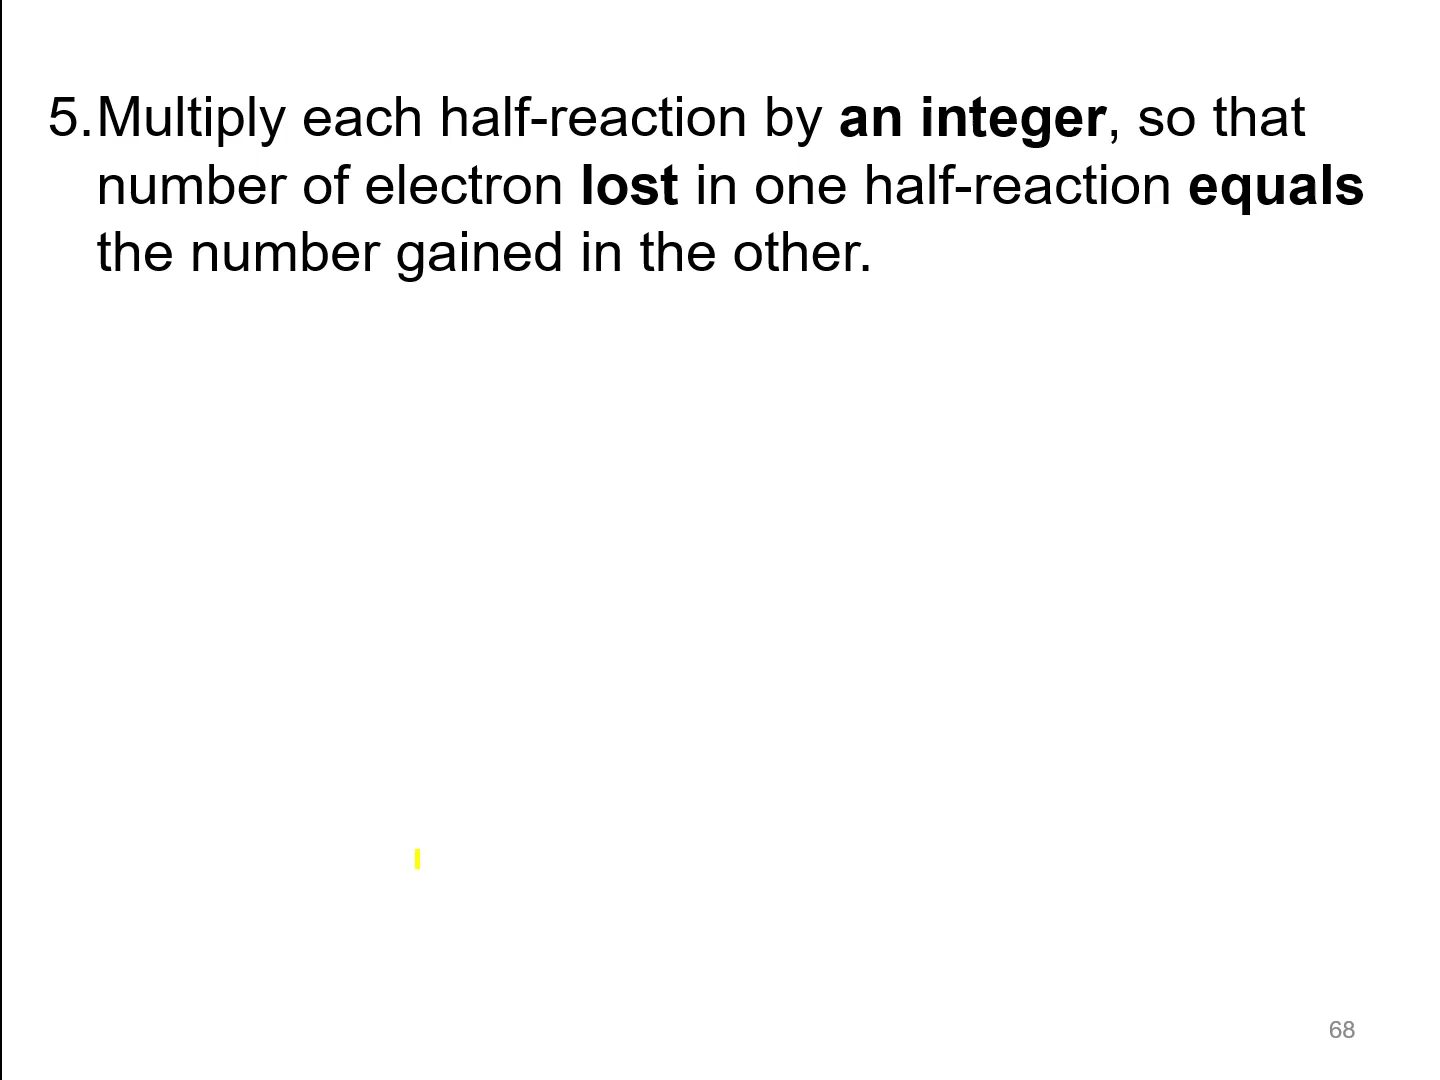 5.Multiply each half-reaction by an integer, so that
number of electron lost in one half-reaction equals
the number gained in the other.
68